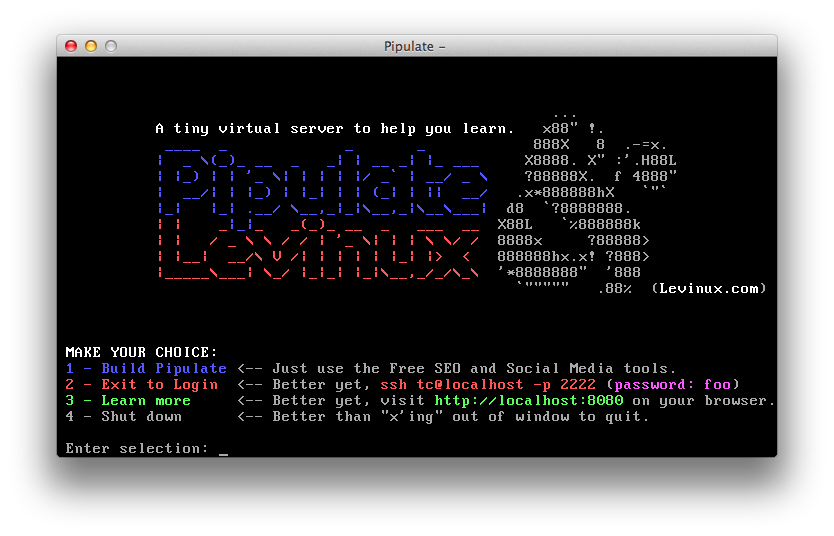 Pipulate –
A tiny virtual server to help you learn.
Pipulate
Levinux
(Levinux.com)
MAKE YOUR CHOICE:
1 - Build Pipulate <-- Just use the Free SEO and Social Media tools.
2 - Exit to Login <-- Better yet, ssh tc@localhost -p 2222 (password: foo)
3 - Learn more <-- Better yet, visit http://localhost:8080 on your browser.
4 - Shut down <-- Better than "x'ing" out of window to quit.
Enter selection: _